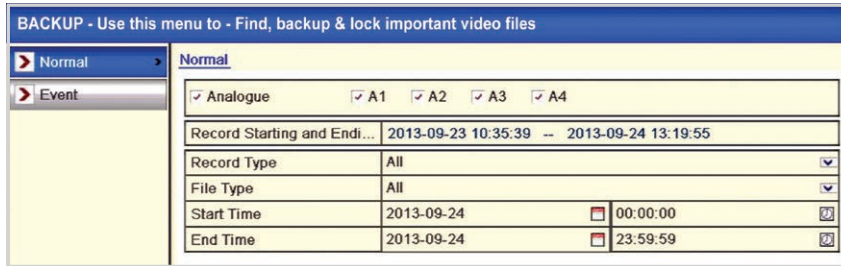 BACKUP - Use this menu to - Find, backup & lock important video files
Normal
Event
Normal
Analogue A1 A2 A3 A4
Record Starting and Endi... 2013-09-23 10:35:39 -- 2013-09-24 13:19:55
Record Type All
File Type All
Start Time 2013-09-24 00:00:00
End Time 2013-09-24 23:59:59